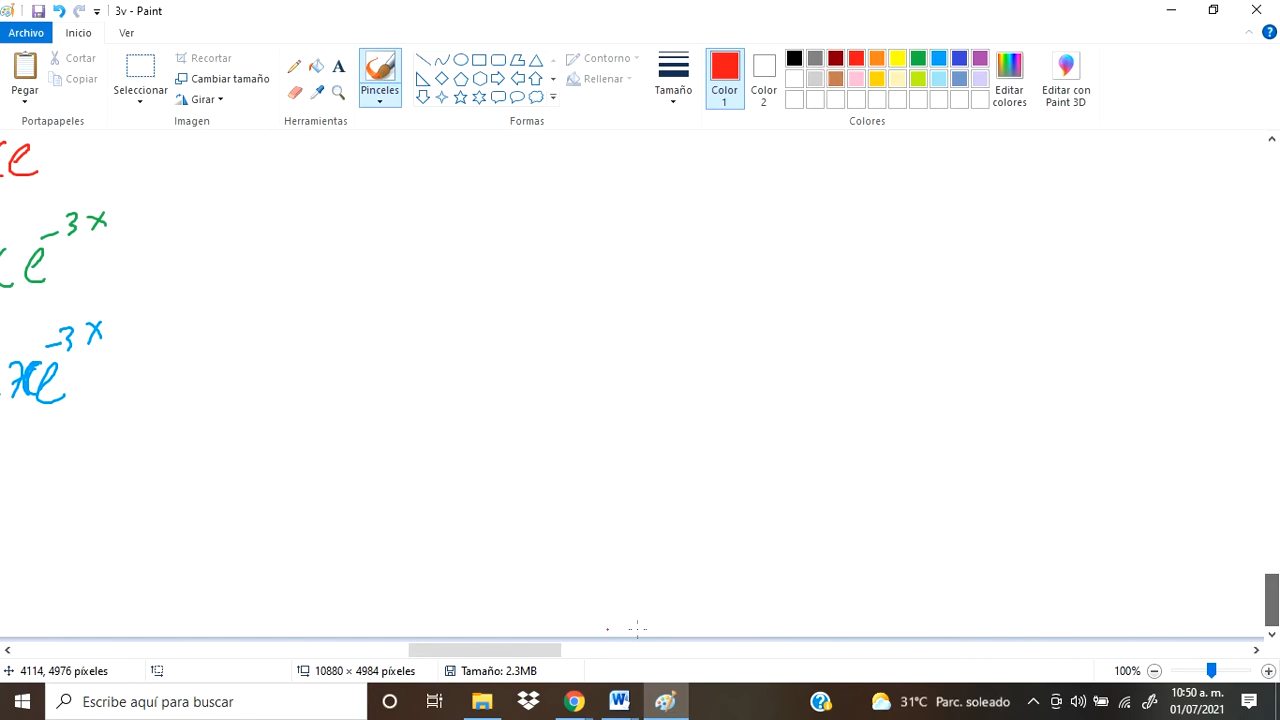 3v - Paint
Archivo Inicio Ver
Pegar
Cortar
Copiar
Portapapeles
Seleccionar
Recortar
Cambiar tamaño
Girar
Imagen
A
Herramientas
Pinceles
Contorno
Rellenar
Formas
Tamaño
Color 1
Color 2
Editar colores
Editar con Paint 3D
Colores
e
e^-3x
xe^-3x
4114, 4976 píxeles
10880 × 4984 píxeles
Tamaño: 2.3MB
100%
Escribe aquí para buscar
31°C Parc. soleado
10:50 a. m.
01/07/2021